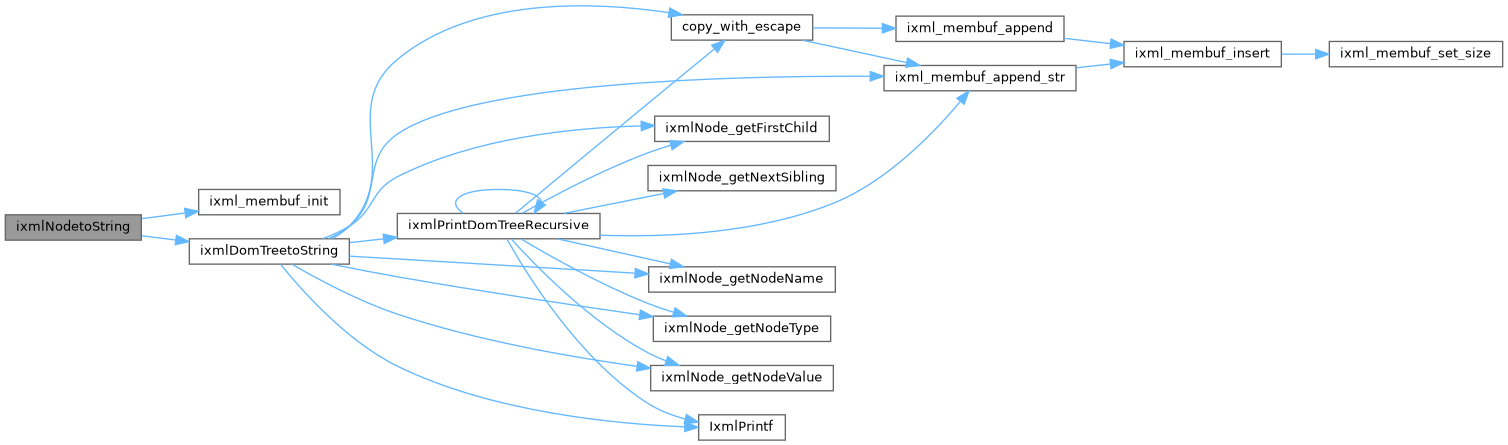 ixmlNodetoString
ixml_membuf_init
ixmlDomTreetoString
ixmlPrintDomTreeRecursive
copy_with_escape
ixml_membuf_append
ixml_membuf_append_str
ixml_membuf_insert
ixml_membuf_set_size
ixmlNode_getFirstChild
ixmlNode_getNextSibling
ixmlNode_getNodeName
ixmlNode_getNodeType
ixmlNode_getNodeValue
IxmlPrintf